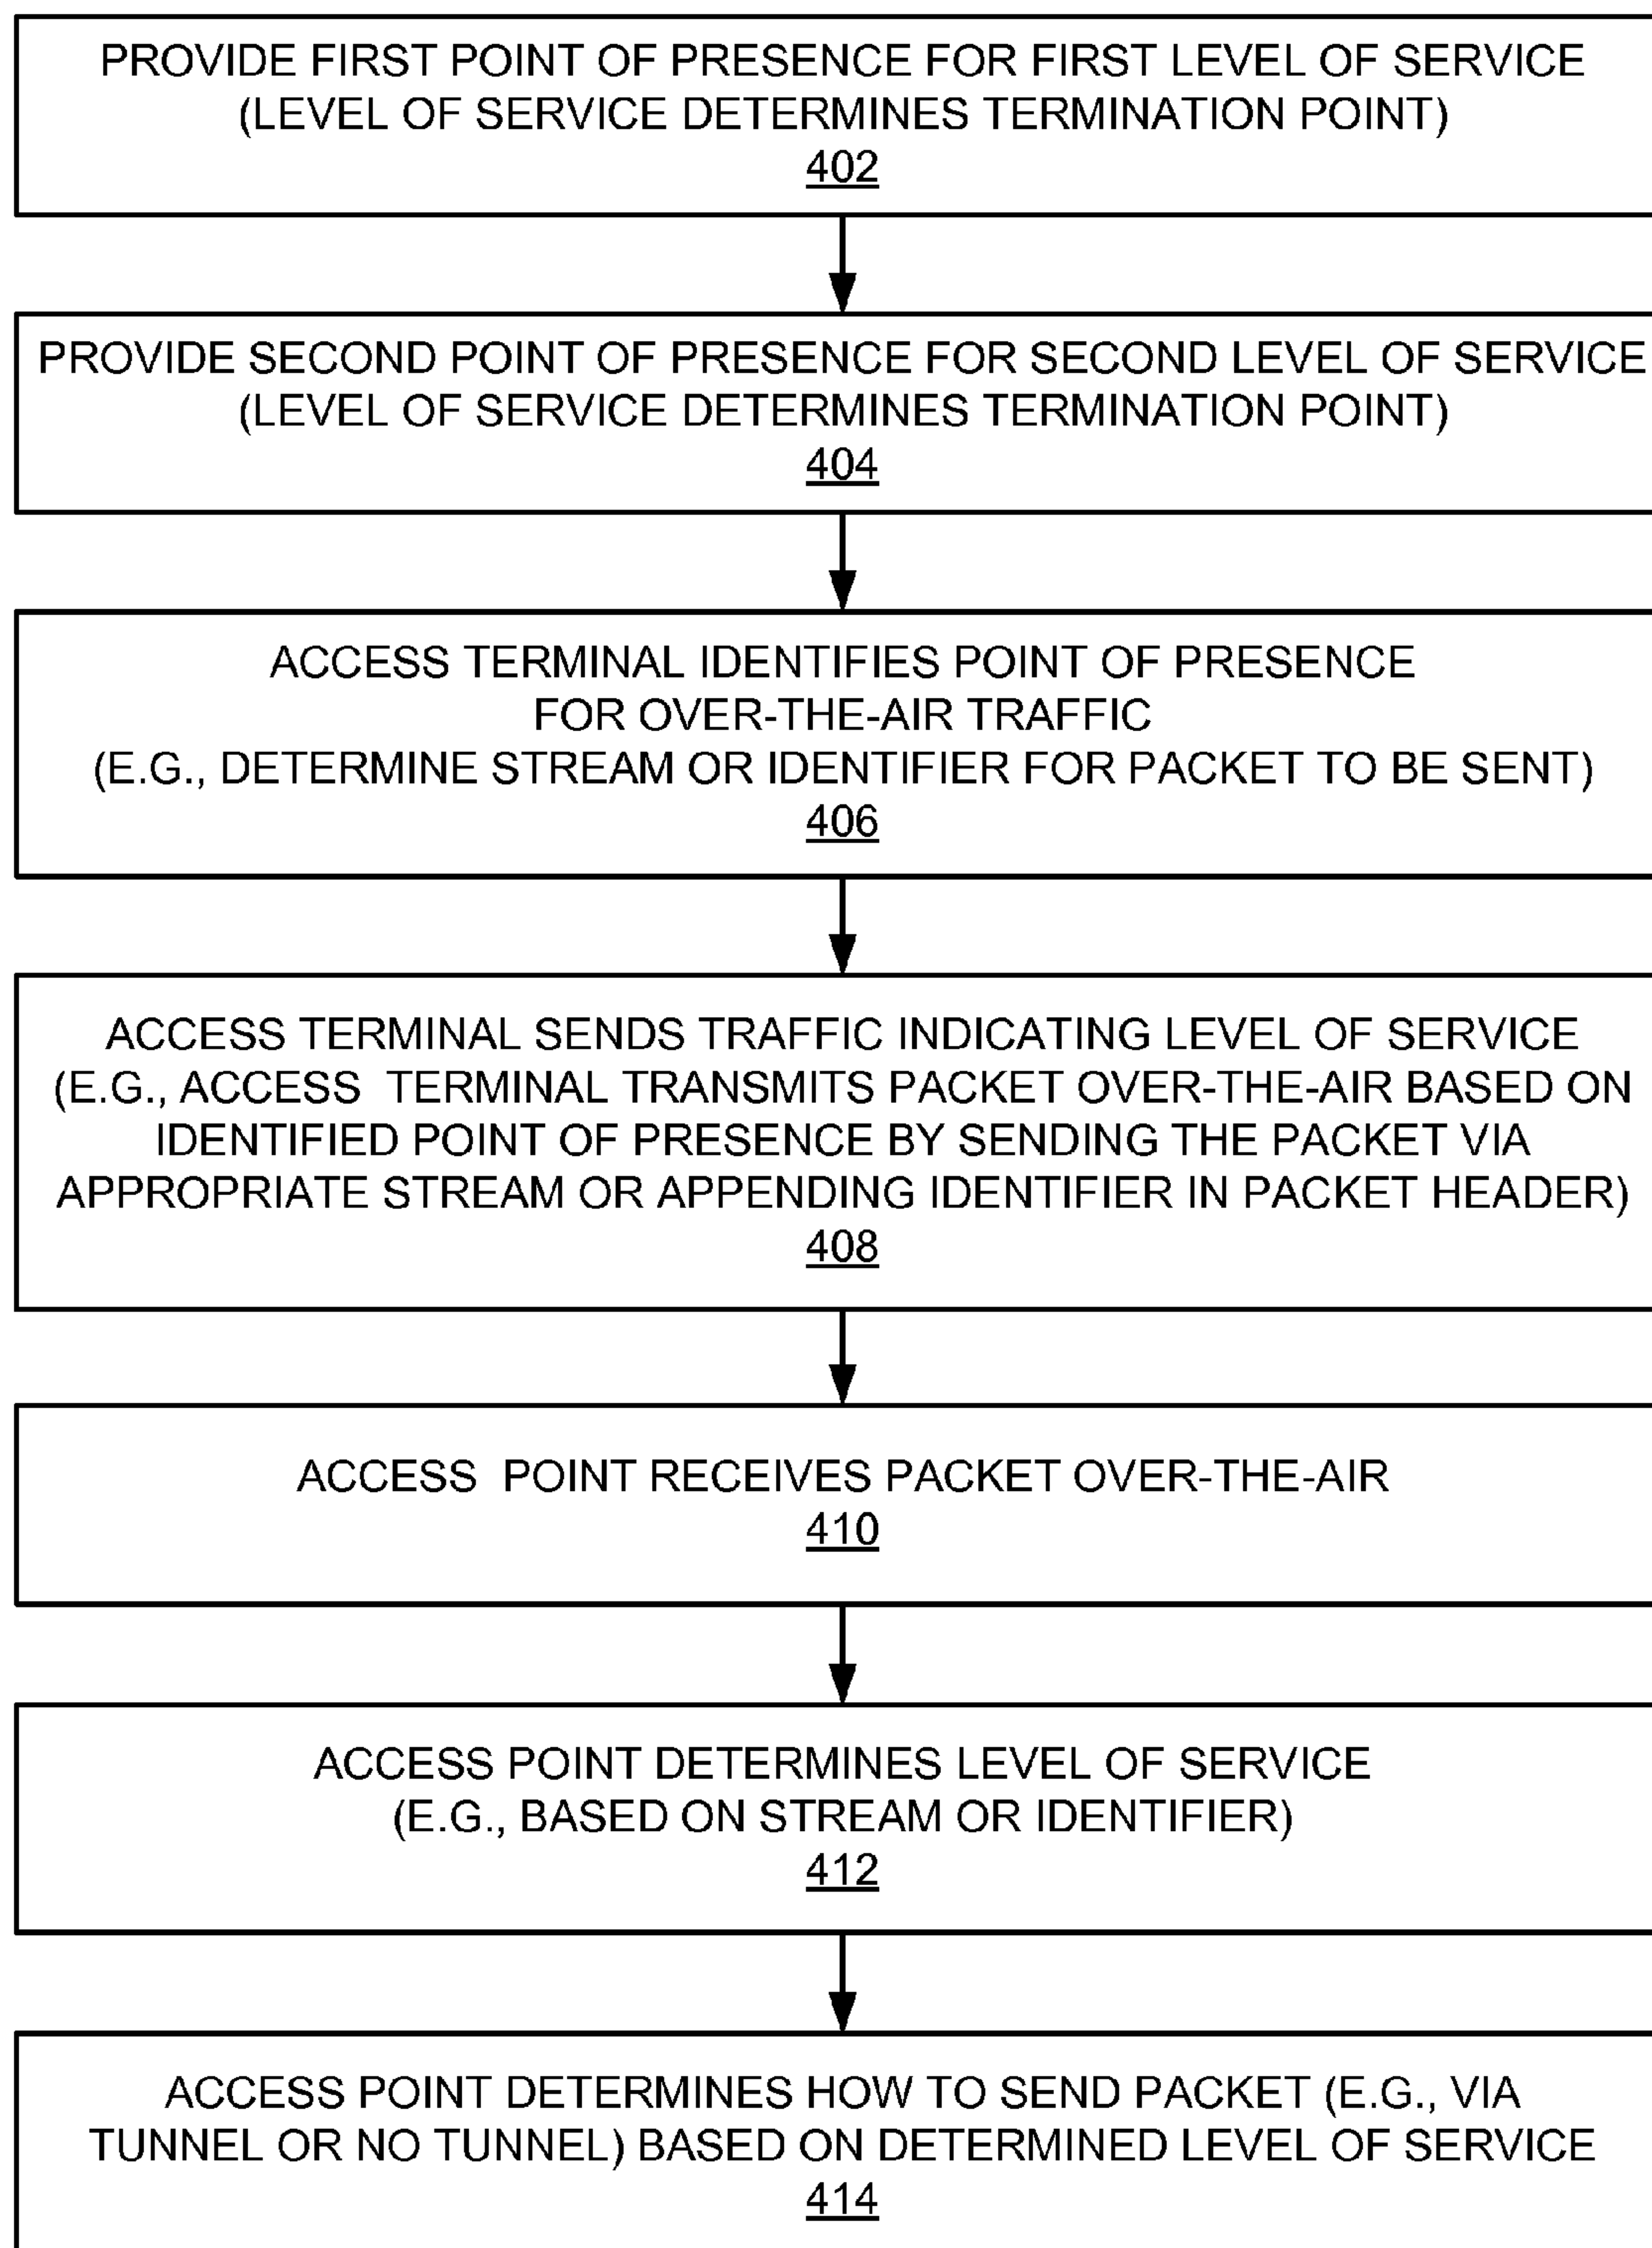 PROVIDE FIRST POINT OF PRESENCE FOR FIRST LEVEL OF SERVICE
(LEVEL OF SERVICE DETERMINES TERMINATION POINT)
402
PROVIDE SECOND POINT OF PRESENCE FOR SECOND LEVEL OF SERVICE
(LEVEL OF SERVICE DETERMINES TERMINATION POINT)
404
ACCESS TERMINAL IDENTIFIES POINT OF PRESENCE
FOR OVER-THE-AIR TRAFFIC
(E.G., DETERMINE STREAM OR IDENTIFIER FOR PACKET TO BE SENT)
406
ACCESS TERMINAL SENDS TRAFFIC INDICATING LEVEL OF SERVICE
(E.G., ACCESS TERMINAL TRANSMITS PACKET OVER-THE-AIR BASED ON
IDENTIFIED POINT OF PRESENCE BY SENDING THE PACKET VIA
APPROPRIATE STREAM OR APPENDING IDENTIFIER IN PACKET HEADER)
408
ACCESS POINT RECEIVES PACKET OVER-THE-AIR
410
ACCESS POINT DETERMINES LEVEL OF SERVICE
(E.G., BASED ON STREAM OR IDENTIFIER)
412
ACCESS POINT DETERMINES HOW TO SEND PACKET (E.G., VIA
TUNNEL OR NO TUNNEL) BASED ON DETERMINED LEVEL OF SERVICE
414